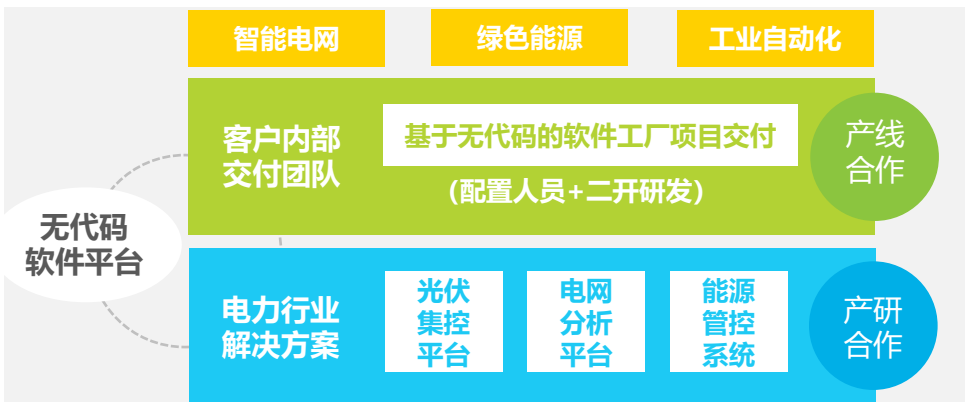 智能电网
绿色能源
工业自动化
客户内部
交付团队
基于无代码的软件工厂项目交付
（配置人员+二开研发）
产线
合作
无代码
软件平台
电力行业
解决方案
光伏
集控
平台
电网
分析
平台
能源
管控
系统
产研
合作